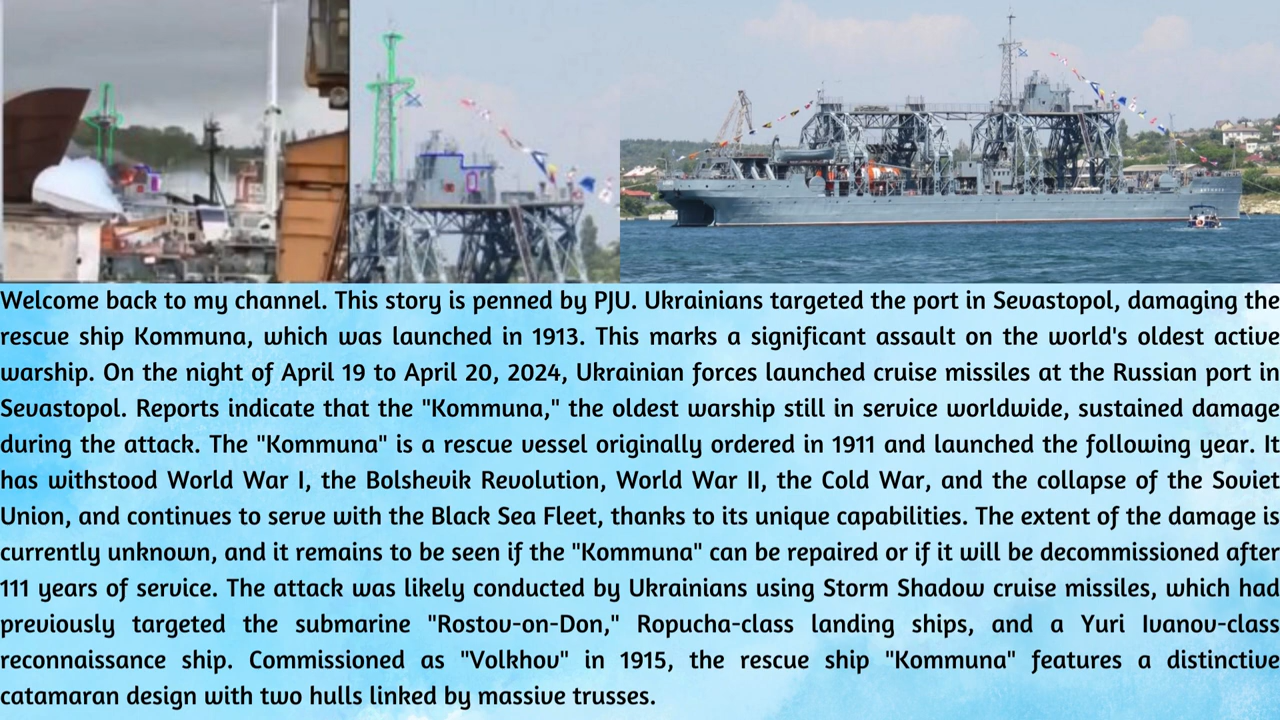 Welcome back to my channel. This story is penned by PJU. Ukrainians targeted the port in Sevastopol, damaging the
rescue ship Kommuna, which was launched in 1913. This marks a significant assault on the world's oldest active
warship. On the night of April 19 to April 20, 2024, Ukrainian forces launched cruise missiles at the Russian port in
Sevastopol. Reports indicate that the "Kommuna," the oldest warship still in service worldwide, sustained damage
during the attack. The "Kommuna" is a rescue vessel originally ordered in 1911 and launched the following year. It
has withstood World War I, the Bolshevik Revolution, World War II, the Cold War, and the collapse of the Soviet
Union, and continues to serve with the Black Sea Fleet, thanks to its unique capabilities. The extent of the damage is
currently unknown, and it remains to be seen if the "Kommuna" can be repaired or if it will be decommissioned after
111 years of service. The attack was likely conducted by Ukrainians using Storm Shadow cruise missiles, which had
previously targeted the submarine "Rostov-on-Don," Ropucha-class landing ships, and a Yuri Ivanov-class
reconnaissance ship. Commissioned as "Volkhov" in 1915, the rescue ship "Kommuna" features a distinctive
catamaran design with two hulls linked by massive trusses.